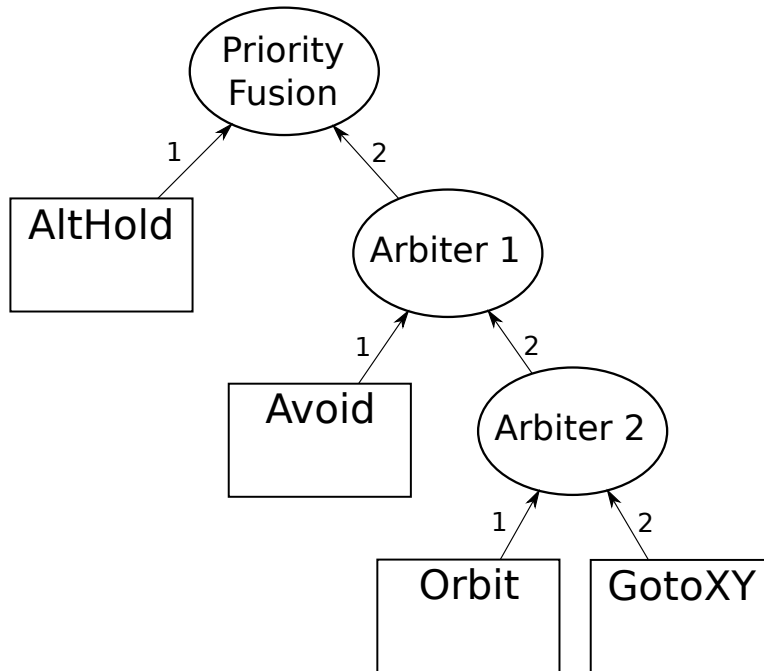 Priority
Fusion
1
2
AltHold
Arbiter 1
1
2
Avoid
Arbiter 2
1
2
Orbit
GotoXY